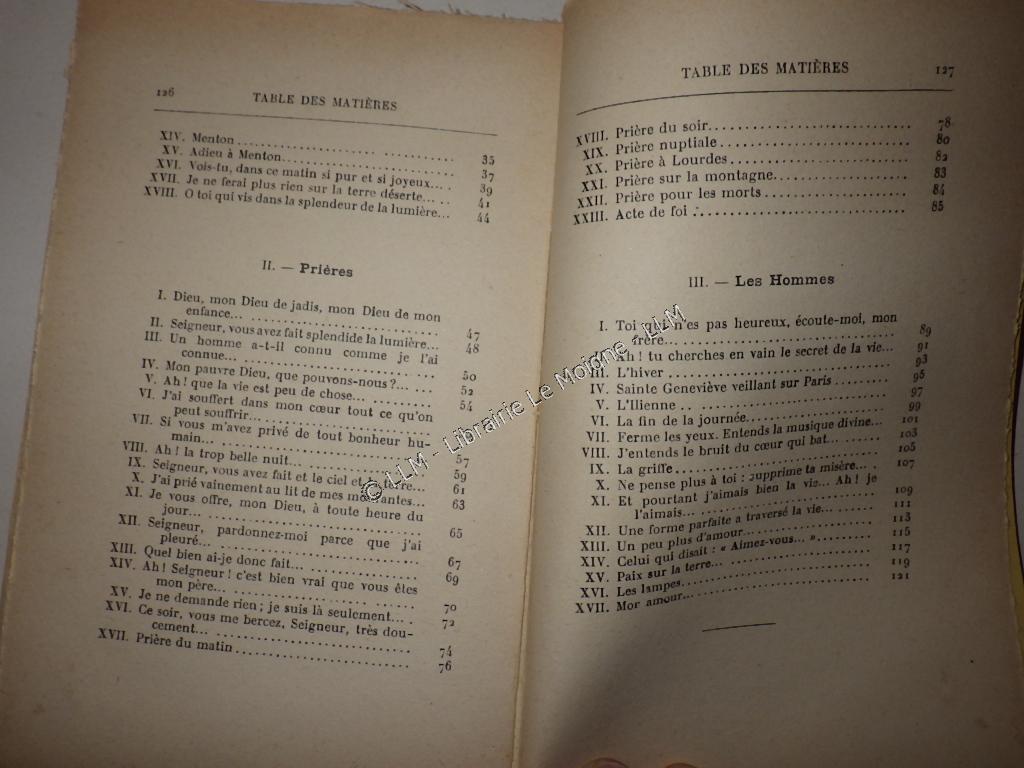 126
TABLE DES MATIÈRES
XIV. Menton.... .......... 35
XV. Adieu à Menton........................ 37
XVI. Vois-tu, dans ce matin si pur et si joyeux... . . 39
XVII. Je ne ferai plus rien sur la terre déserte... . . 41
XVIII. O toi qui vis dans la splendeur de la lumière... 44
II. — Prières
I. Dieu, mon Dieu de jadis, mon Dieu de mon
enfance... .......................... 47
II. Seigneur, vous avez fait splendide la lumière... 48
III. Un homme a-t-il connu comme je l'ai
connue... .......................... 50
IV. Mon pauvre Dieu, que pouvons-nous ?... .... 52
V. Ah ! que la vie est peu de chose... ........ 54
VI. J'ai souffert dans mon cœur tout ce qu'on
peut souffrir... ....................
VII. Si vous m'avez privé de tout bonheur hu-
main... .......................... 57
VIII. Ah ! la trop belle nuit... .............. 59
IX. Seigneur, vous avez fait et le ciel et la terre... 61
X. J'ai prié vainement au lit de mes mourantes... 63
XI. Je vous offre, mon Dieu, à toute heure du
jour... .......................... 65
XII. Seigneur, pardonnez-moi parce que j'ai
pleuré... ........................ 67
XIII. Quel bien ai-je donc fait... .............. 69
XIV. Ah ! Seigneur ! c'est bien vrai que vous êtes
mon père... ...................... 70
XV. Je ne demande rien ; je suis là seulement... . 72
XVI. Ce soir, vous me bercez, Seigneur, très dou-
cement... ........................ 74
XVII. Prière du matin ........................ 76
TABLE DES MATIÈRES
127
XVIII. Prière du soir.......................... 78
XIX. Prière nuptiale ........................ 80
XX. Prière à Lourdes........................ 82
XXI. Prière sur la montagne.................. 83
XXII. Prière pour les morts.................... 84
XXIII. Acte de foi .......................... 85
III. — Les Hommes
I. Toi qui n'es pas heureux, écoute-moi, mon
frère... .......................... 89
II. Ah ! tu cherches en vain le secret de la vie... 91
III. L'hiver .............................. 93
IV. Sainte Geneviève veillant sur Paris ........ 95
V. L'Ilienne . . .......................... 97
VI. La fin de la journée.................... 99
VII. Ferme les yeux. Entends la musique divine... 101
VIII. J'entends le bruit du cœur qui bat... ...... 103
IX. La griffe.............................. 105
X. Ne pense plus à toi : supprime ta misère... . 107
XI. Et pourtant j'aimais bien la vie... Ah ! je
l'aimais... ........................ 109
XII. Une forme parfaite a traversé la vie... ...... 111
XIII. Un peu plus d'amour... .................. 113
XIV. Celui qui disait : « Aimez-vous... » ........ 115
XV. Paix sur la terre... .................... 117
XVI. Les lampes............................ 119
XVII. Mon amour... ........................ 121
© LLM - Librairie Le Moigne - LLM